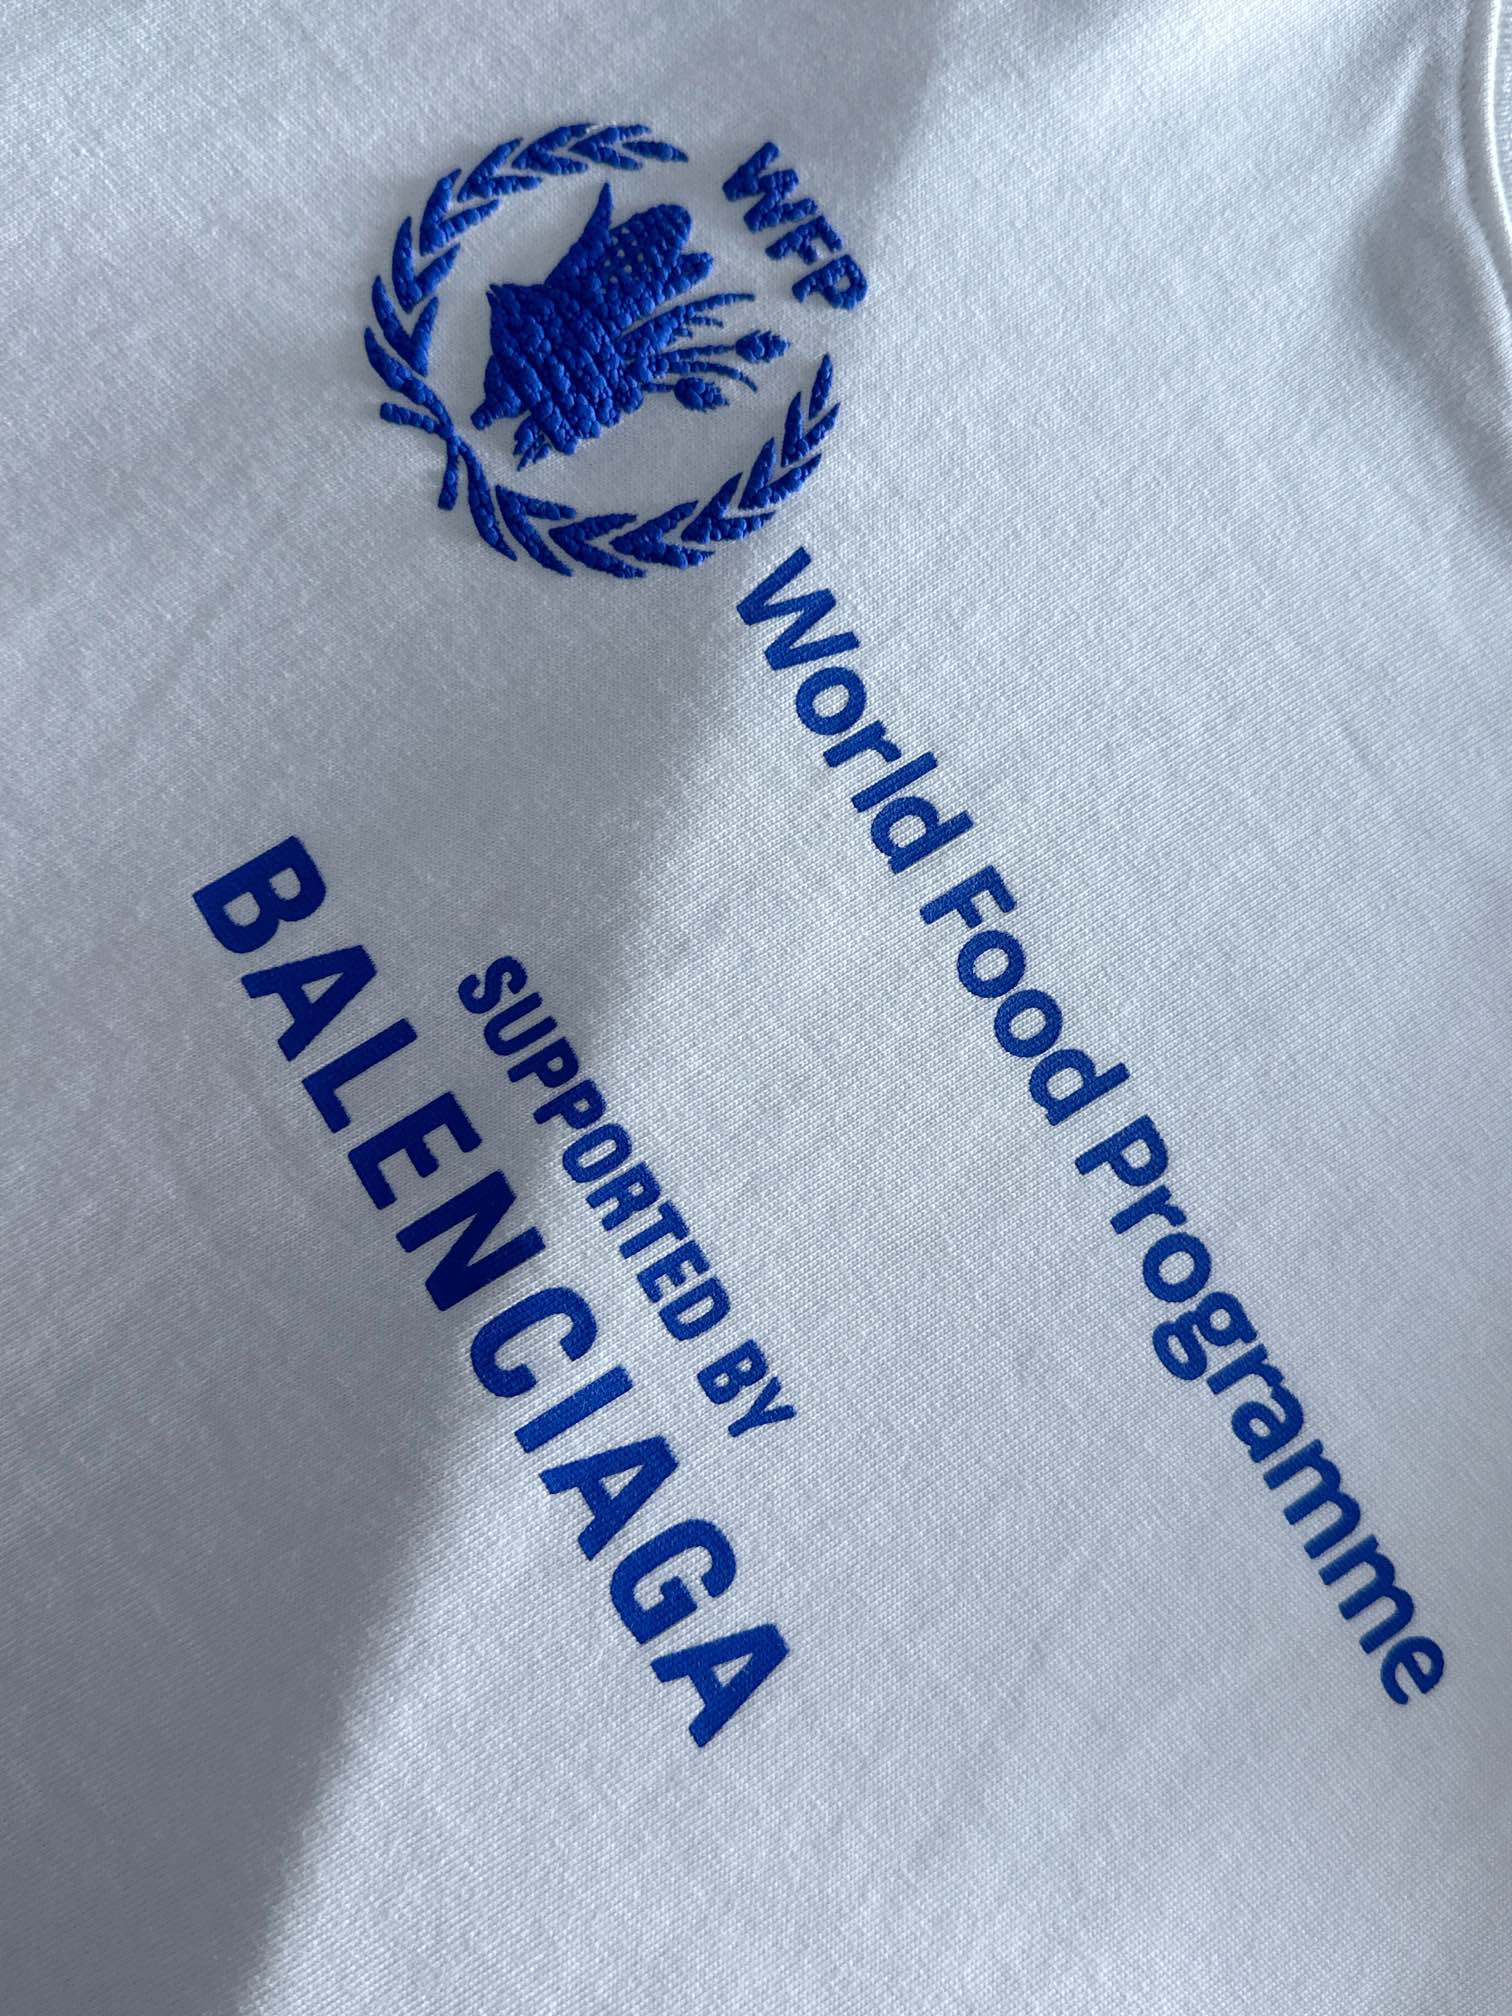 WFP
World Food Programme
SUPPORTED BY
BALENCIAGA